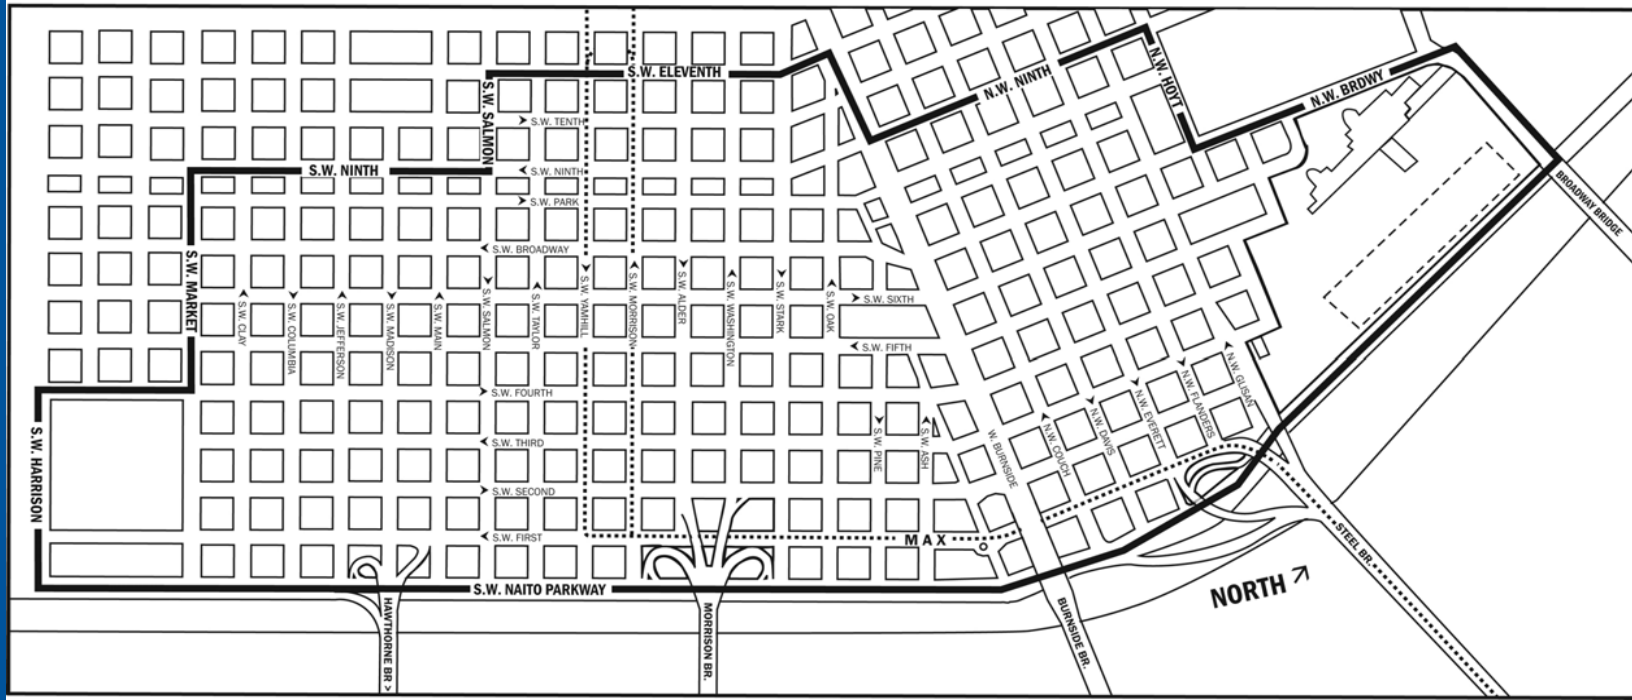 S.W. ELEVENTH
N.W. NINTH
N.W. HOYT
N.W. BRDWY
S.W. SALMON
S.W. TENTH
S.W. NINTH
S.W. NINTH
S.W. PARK
BROADWAY BRIDGE
S.W. BROADWAY
S.W. MARKET
S.W. CLAY
S.W. COLUMBIA
S.W. JEFFERSON
S.W. MADISON
S.W. MAIN
S.W. SALMON
S.W. TAYLOR
S.W. YAMHILL
S.W. MORRISON
S.W. ALDER
S.W. WASHINGTON
S.W. STARK
S.W. OAK
S.W. SIXTH
S.W. FIFTH
S.W. FOURTH
S.W. THIRD
S.W. SECOND
S.W. FIRST
S.W. PINE
S.W. ASH
W. BURNSIDE
N.W. COUCH
N.W. DAVIS
N.W. EVERETT
N.W. FLANDERS
N.W. GLISAN
S.W. HARRISON
MAX
S.W. NAITO PARKWAY
NORTH
STEEL BR.
HAWTHORNE BR
MORRISON BR.
BURNSIDE BR.